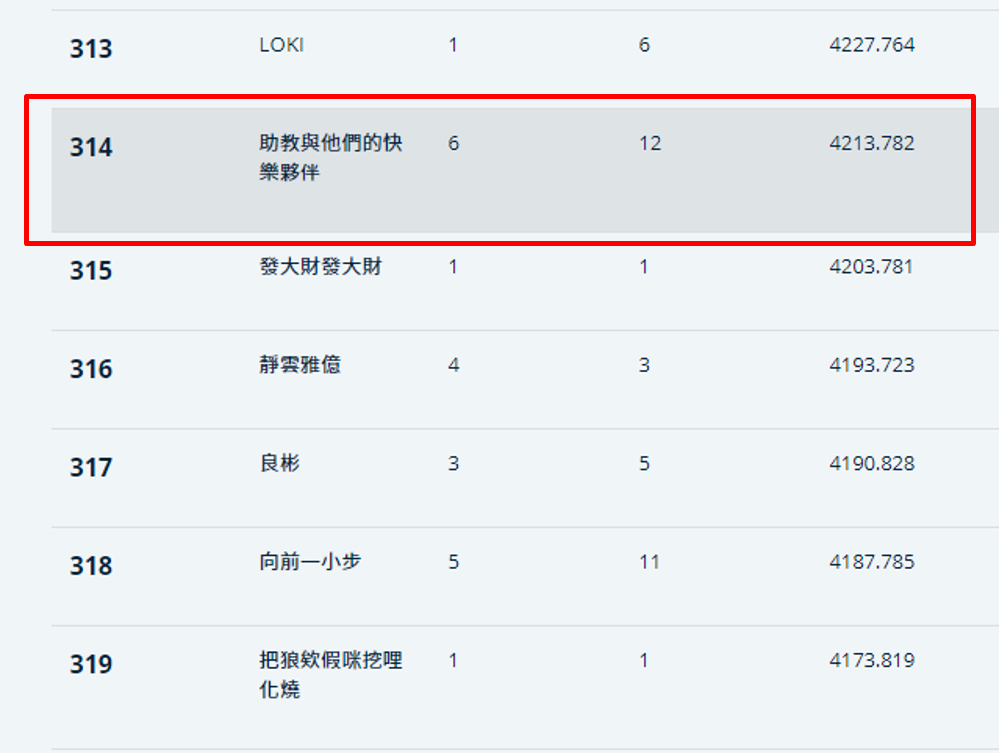 313 LOKI 1 6 4227.764
314 助教與他們的快 6 12 4213.782
樂夥伴
315 發大財發大財 1 1 4203.781
316 靜雲雅億 4 3 4193.723
317 良彬 3 5 4190.828
318 向前一小步 5 11 4187.785
319 把狼欸假咪挖哩 1 1 4173.819
化燒